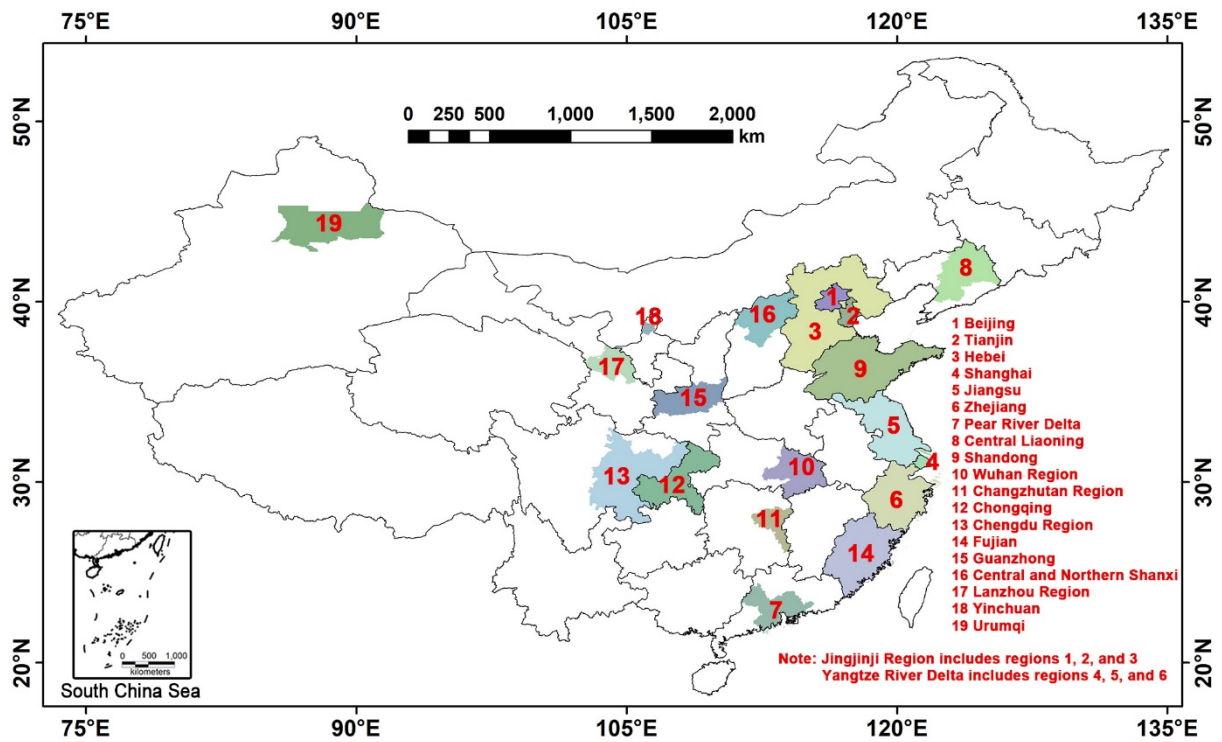 75°E 90°E 105°E 120°E 135°E
50°N 50°N
0 250 500 1,000 1,500 2,000
km
19
8
40°N 40°N
1
18 16 2
3
1 Beijing
2 Tianjin
17 9
3 Hebei
4 Shanghai
15
5 Jiangsu
6 Zhejiang
5
7 Pear River Delta
8 Central Liaoning
4
9 Shandong
13 12 10
10 Wuhan Region
30°N 30°N
6
11 Changzhutan Region
12 Chongqing
11
13 Chengdu Region
14
14 Fujian
15 Guanzhong
16 Central and Northern Shanxi
17 Lanzhou Region
7
18 Yinchuan
19 Urumqi
20°N 20°N
0 500 1,000
kilometers
South China Sea
Note: Jingjinji Region includes regions 1, 2, and 3
Yangtze River Delta includes regions 4, 5, and 6
75°E 90°E 105°E 120°E 135°E